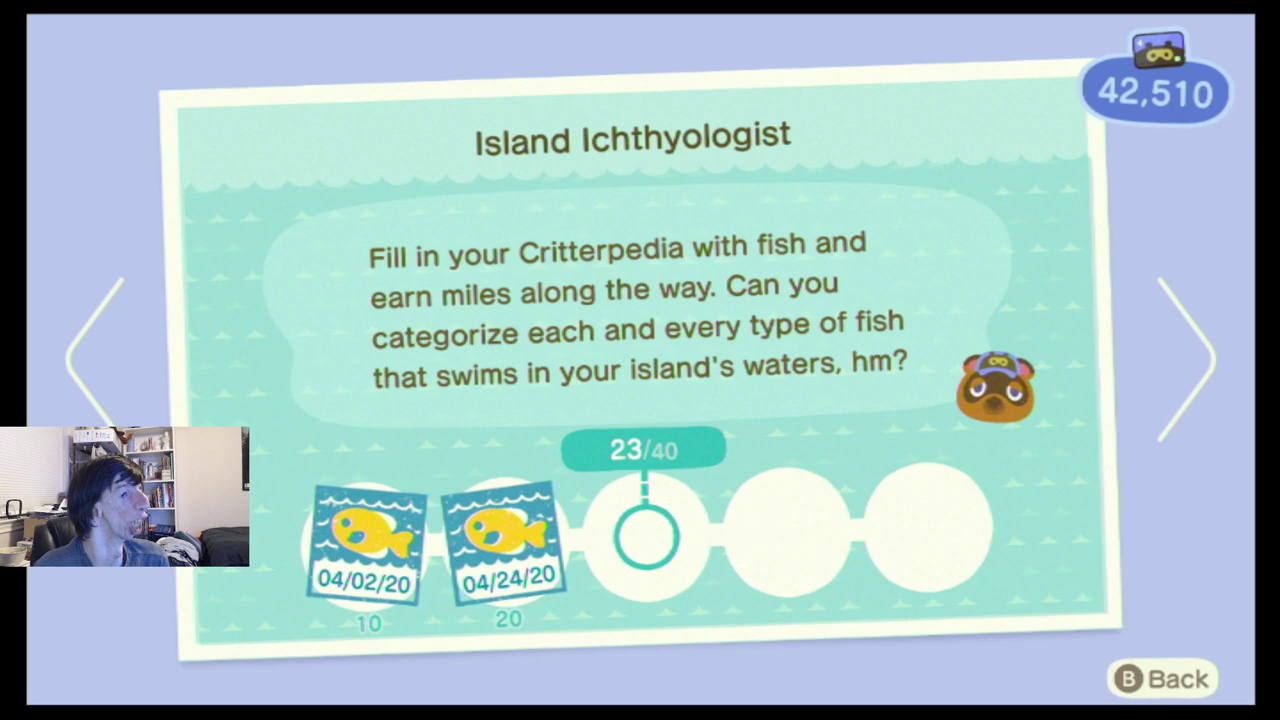 42,510
Island Ichthyologist
Fill in your Critterpedia with fish and
earn miles along the way. Can you
categorize each and every type of fish
that swims in your island's waters, hm?
23/40
04/02/20
04/24/20
10
20
B Back